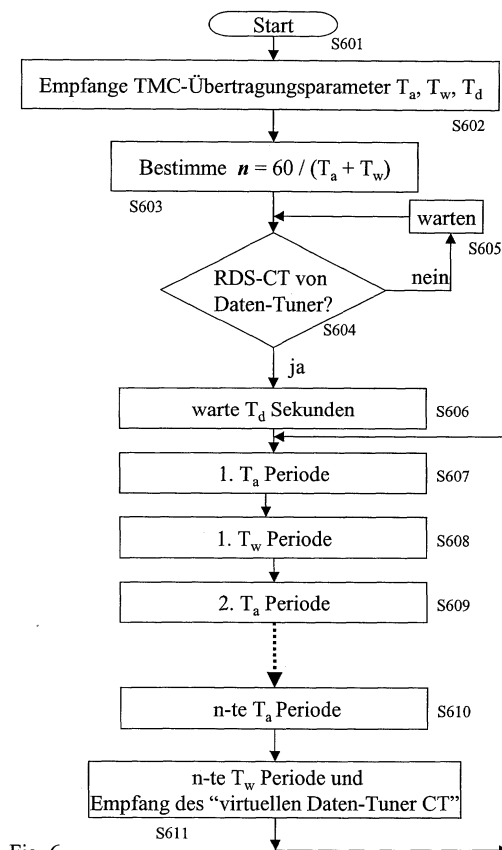 Start
S601
Empfange TMC-Übertragungsparameter Ta, Tw, Td
S602
Bestimme n = 60 / (Ta + Tw)
S603
warten
S605
RDS-CT von
Daten-Tuner?
nein
S604
ja
warte Td Sekunden
S606
1. Ta Periode
S607
1. Tw Periode
S608
2. Ta Periode
S609
n-te Ta Periode
S610
n-te Tw Periode und
Empfang des “virtuellen Daten-Tuner CT”
S611
Fig. 6